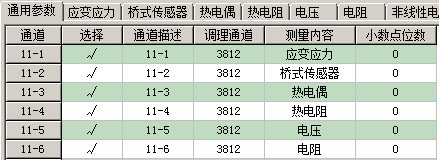 通用参数 应变应力 桥式传感器 热电偶 热电阻 电压 电阻 非线性电
通道 选择 通道描述 调理通道 测量内容 小数点位数
11-1 √ 11-1 3812 应变应力 0
11-2 √ 11-2 3812 桥式传感器 0
11-3 √ 11-3 3812 热电偶 0
11-4 √ 11-4 3812 热电阻 0
11-5 √ 11-5 3812 电压 0
11-6 √ 11-6 3812 电阻 0